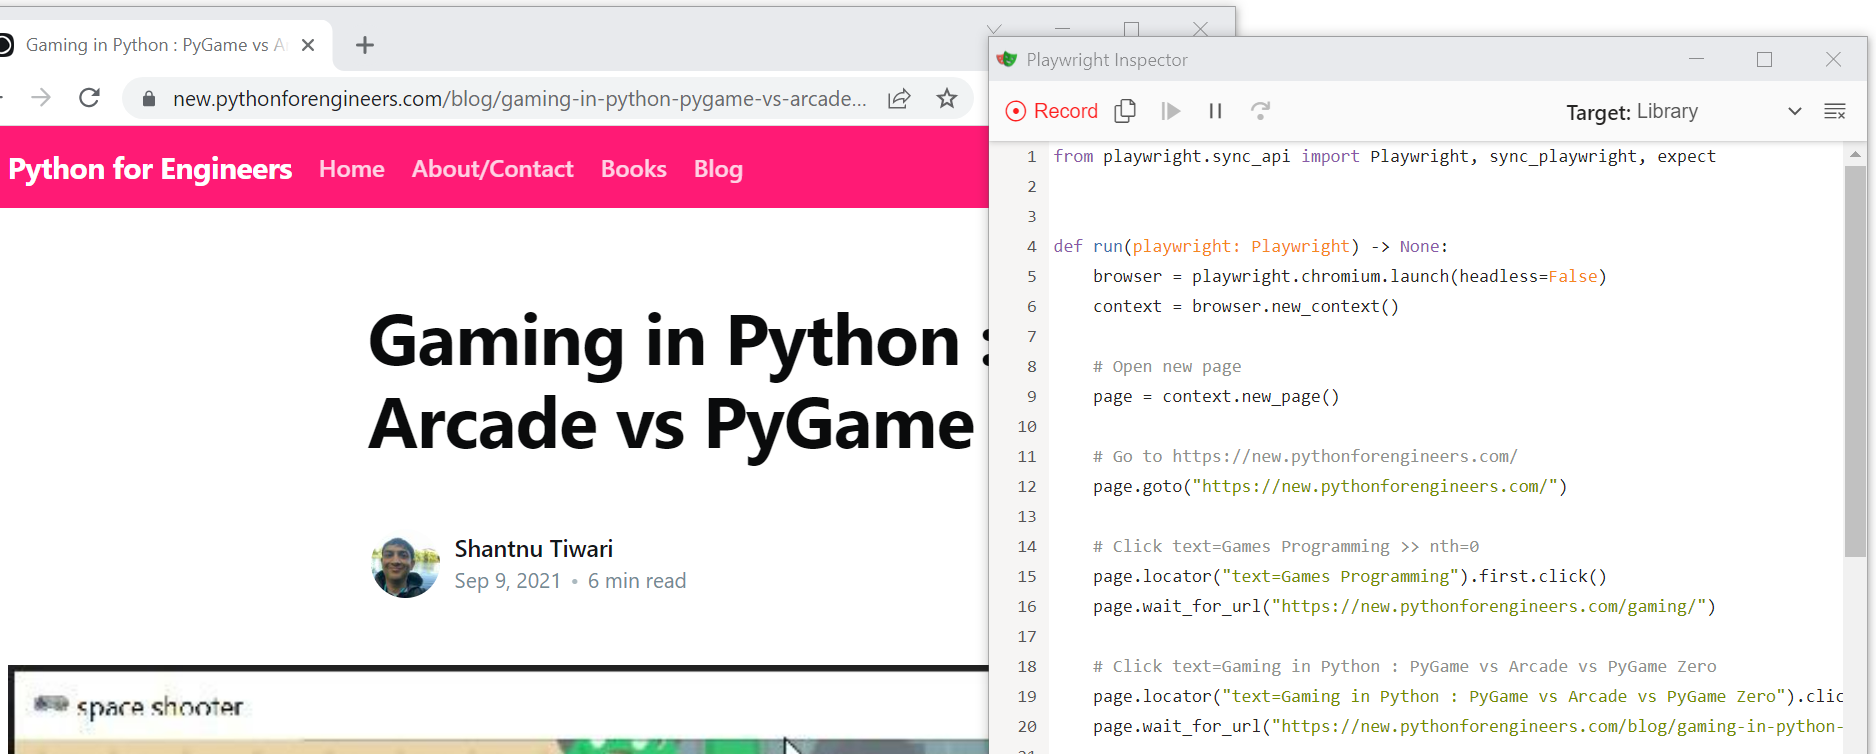 Gaming in Python : PyGame vs A
new.pythonforengineers.com/blog/gaming-in-python-pygame-vs-arcade...
Python for Engineers Home About/Contact Books Blog
Gaming in Python :
Arcade vs PyGame
Shantnu Tiwari
Sep 9, 2021 • 6 min read
space shooter
Playwright Inspector
Record Target: Library
1 from playwright.sync_api import Playwright, sync_playwright, expect
2
3
4 def run(playwright: Playwright) -> None:
5 browser = playwright.chromium.launch(headless=False)
6 context = browser.new_context()
7
8 # Open new page
9 page = context.new_page()
10
11 # Go to https://new.pythonforengineers.com/
12 page.goto("https://new.pythonforengineers.com/")
13
14 # Click text=Games Programming >> nth=0
15 page.locator("text=Games Programming").first.click()
16 page.wait_for_url("https://new.pythonforengineers.com/gaming/")
17
18 # Click text=Gaming in Python : PyGame vs Arcade vs PyGame Zero
19 page.locator("text=Gaming in Python : PyGame vs Arcade vs PyGame Zero").clic
20 page.wait_for_url("https://new.pythonforengineers.com/blog/gaming-in-python-